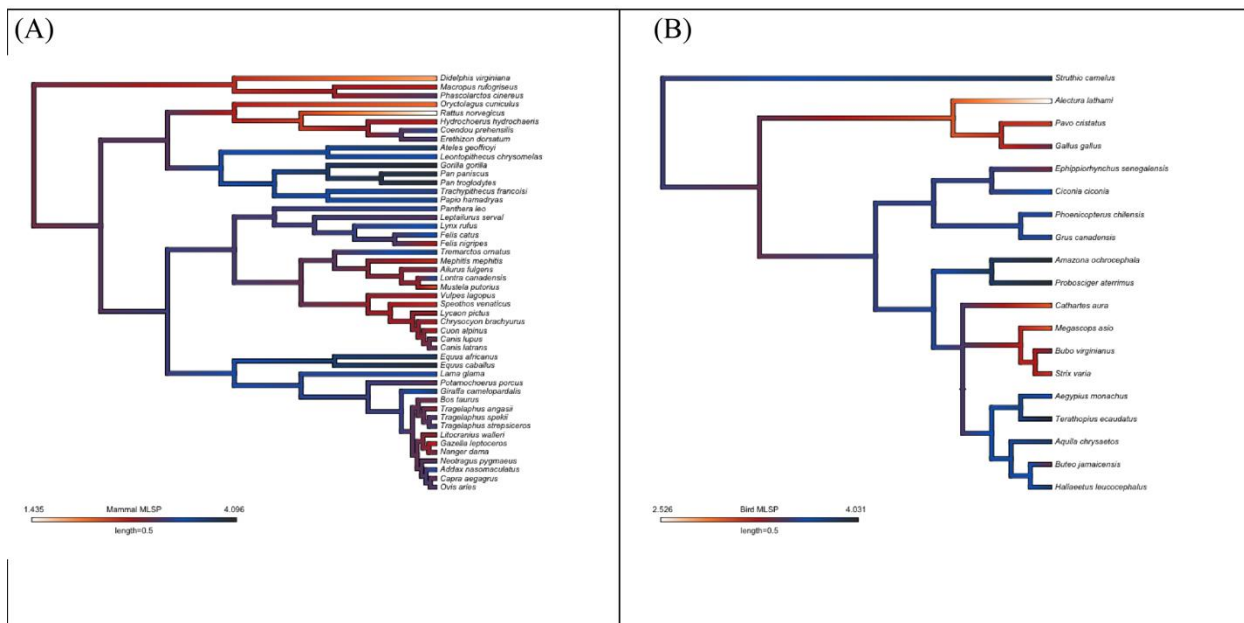 (A)
Didelphis virginiana
Macropus rufogriseus
Phascolarctos cinereus
Oryctolagus cuniculus
Rattus norvegicus
Hydrochoerus hydrochaeris
Coendou prehensilis
Erethizon dorsatum
Ateles geoffroyi
Leontopithecus chrysomelas
Gorilla gorilla
Pan paniscus
Pan troglodytes
Trachypithecus francoisi
Papio hamadryas
Panthera leo
Leptailurus serval
Lynx rufus
Felis catus
Felis nigripes
Tremarctos ornatus
Mephitis mephitis
Ailurus fulgens
Lontra canadensis
Mustela putorius
Vulpes lagopus
Speothos venaticus
Lycaon pictus
Chrysocyon brachyurus
Cuon alpinus
Canis lupus
Canis latrans
Equus africanus
Equus caballus
Lama glama
Potamochoerus porcus
Giraffa camelopardalis
Bos taurus
Tragelaphus angasii
Tragelaphus spekii
Tragelaphus strepsiceros
Litocranius walleri
Gazella leptoceros
Nanger dama
Neotragus pygmaeus
Addax nasomaculatus
Capra aegagrus
Ovis aries
1.435 Mammal MLSP 4.096
length=0.5
(B)
Struthio camelus
Alectura lathami
Pavo cristatus
Gallus gallus
Ephippiorhynchus senegalensis
Ciconia ciconia
Phoenicopterus chilensis
Grus canadensis
Amazona ochrocephala
Probosciger aterrimus
Cathartes aura
Megascops asio
Bubo virginianus
Strix varia
Aegypius monachus
Terathopius ecaudatus
Aquila chrysaetos
Buteo jamaicensis
Haliaeetus leucocephalus
2.526 Bird MLSP 4.031
length=0.5